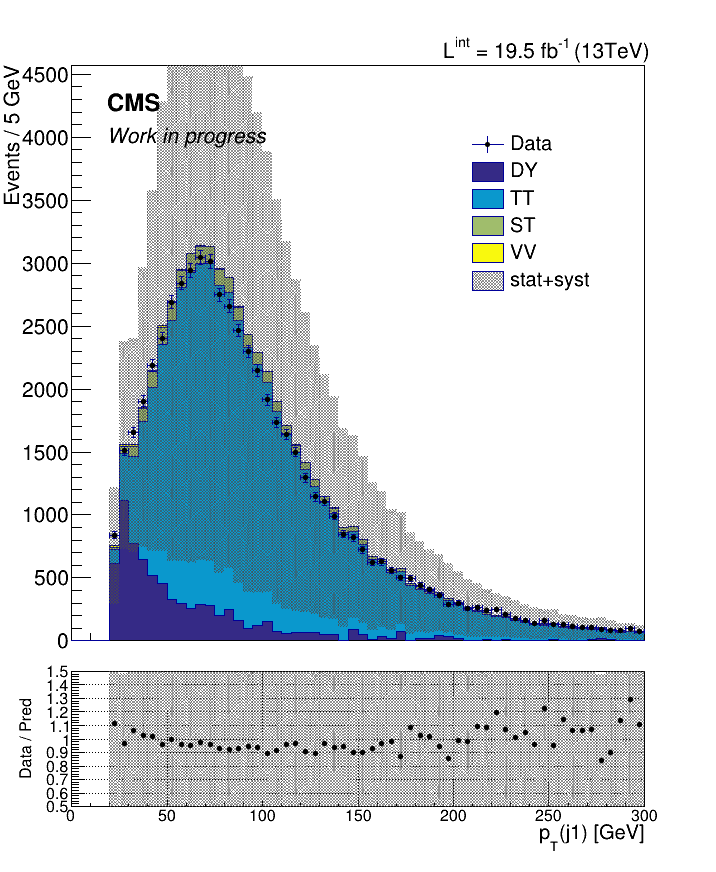 L^int = 19.5 fb^-1 (13TeV)
Events / 5 GeV
4500
4000
3500
3000
2500
2000
1500
1000
500
0
CMS
Work in progress
Data
DY
TT
ST
VV
stat+syst
Data / Pred
1.5
1.4
1.3
1.2
1.1
1
0.9
0.8
0.7
0.6
0.5
0 50 100 150 200 250 300
p_T(j1) [GeV]